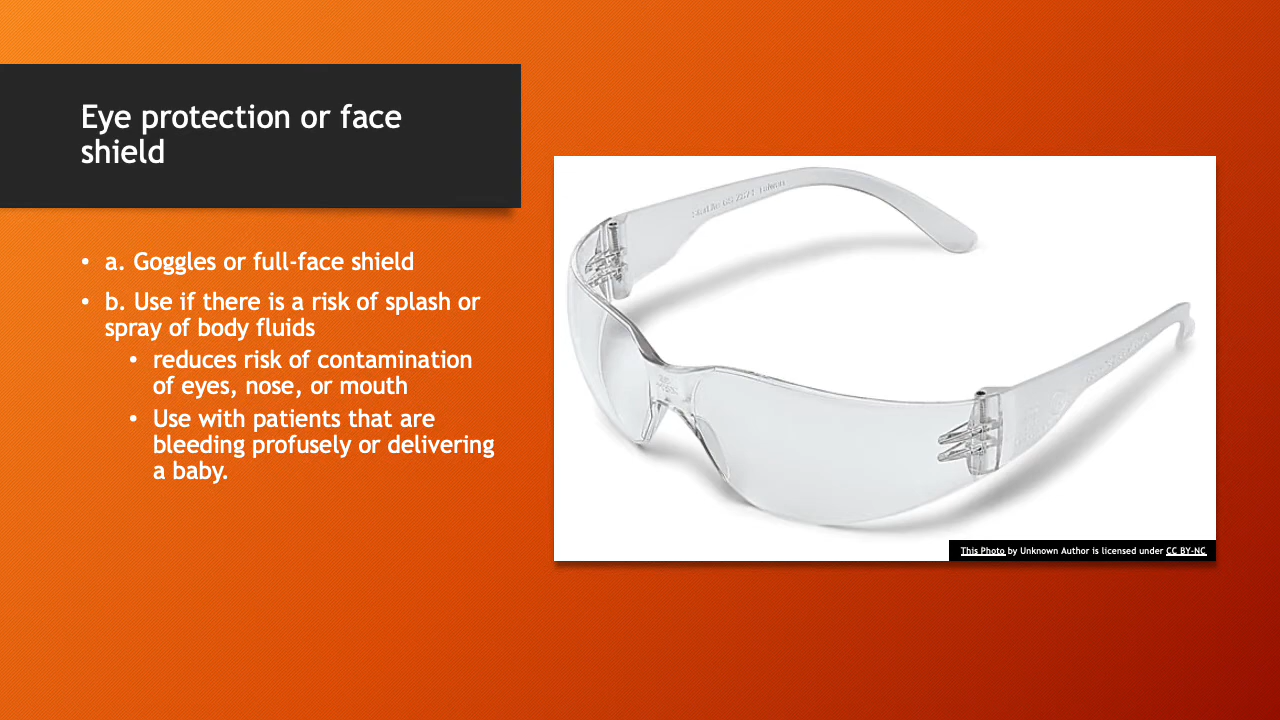 Eye protection or face
shield
• a. Goggles or full-face shield
• b. Use if there is a risk of splash or
spray of body fluids
• reduces risk of contamination
of eyes, nose, or mouth
• Use with patients that are
bleeding profusely or delivering
a baby.
This Photo by Unknown Author is licensed under CC BY-NC